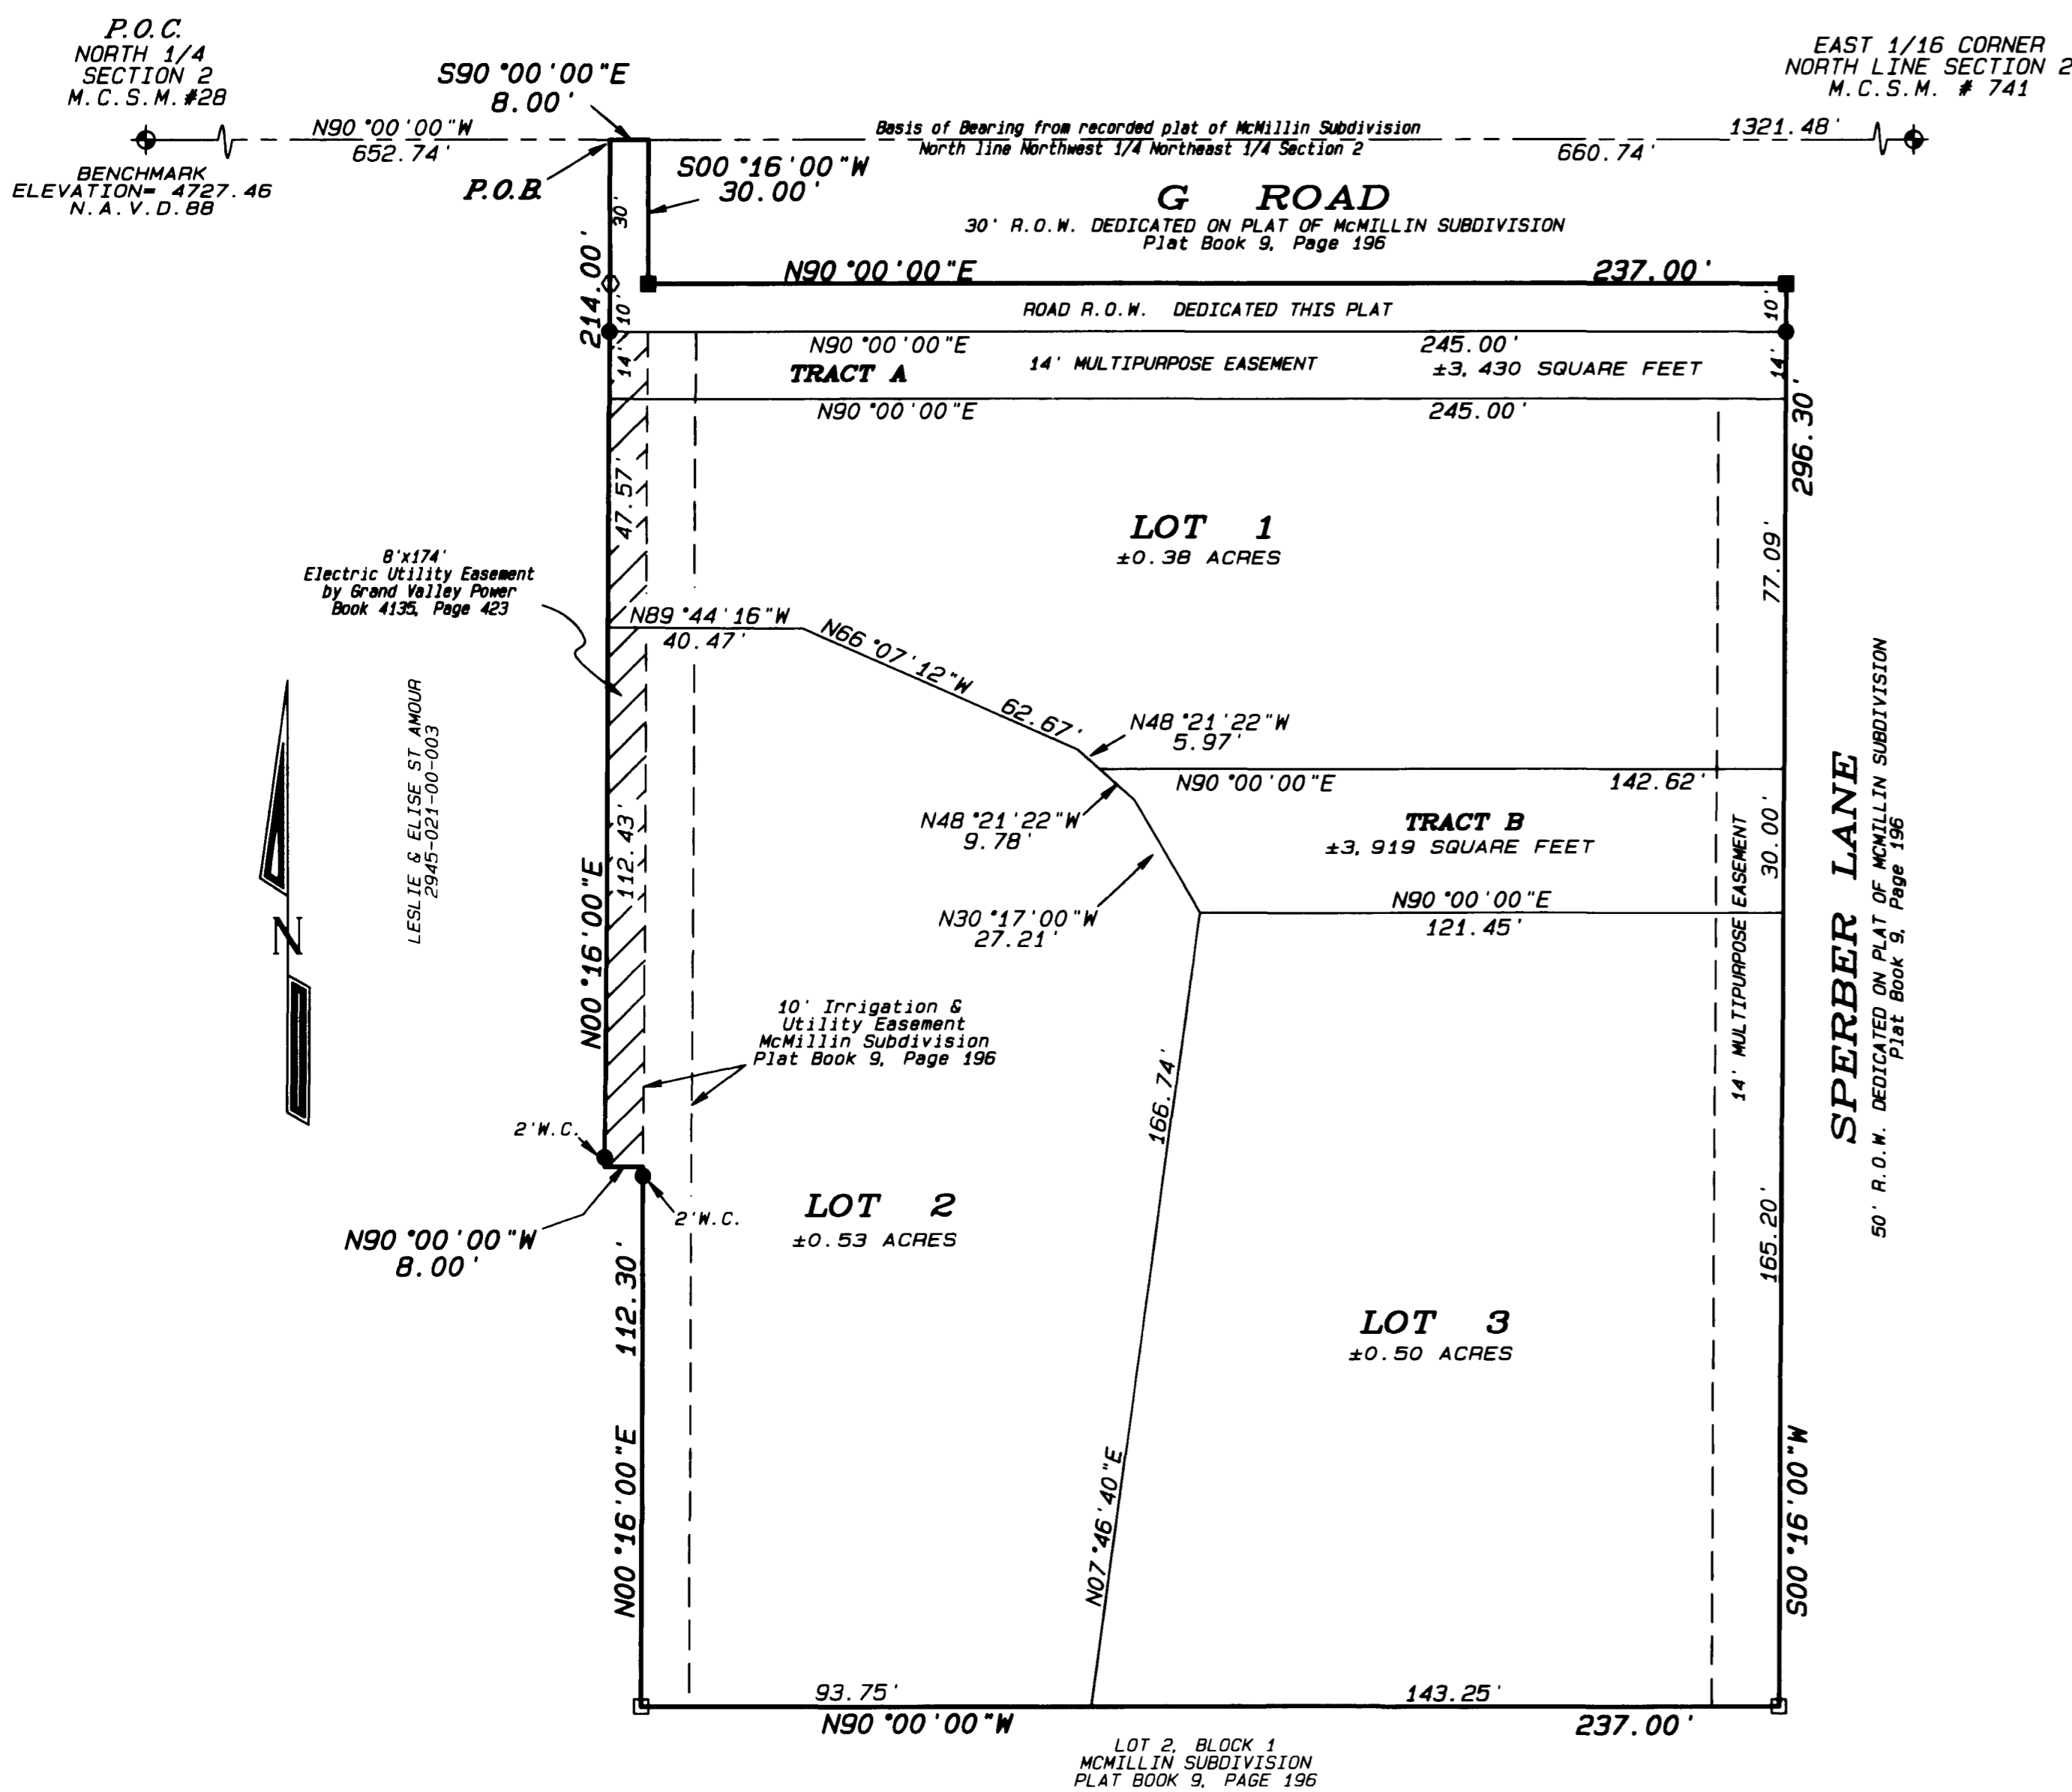 P.O.C.
NORTH 1/4
SECTION 2
M.C.S.M. #28
EAST 1/16 CORNER
NORTH LINE SECTION 2
M.C.S.M. # 741
S90°00'00"E
8.00'
N90°00'00"W
652.74'
Basis of Bearing from recorded plat of McMillin Subdivision
North line Northwest 1/4 Northeast 1/4 Section 2
1321.48'
660.74'
BENCHMARK
ELEVATION= 4727.46
N.A.V.D.88
P.O.B.
S00°16'00"W
30.00'
30'
G ROAD
30' R.O.W. DEDICATED ON PLAT OF McMILLIN SUBDIVISION
Plat Book 9, Page 196
214.00'
N90°00'00"E
237.00'
10'
ROAD R.O.W. DEDICATED THIS PLAT
10'
N90°00'00"E
245.00'
14'
TRACT A
14' MULTIPURPOSE EASEMENT
±3,430 SQUARE FEET
14'
N90°00'00"E
245.00'
296.30'
47.57'
LOT 1
±0.38 ACRES
77.09'
8'x174'
Electric Utility Easement
by Grand Valley Power
Book 4135, Page 423
N89°44'16"W
40.47'
N66°07'12"W
62.67'
N48°21'22"W
5.97'
N90°00'00"E
142.62'
LESLIE & ELISE ST AMOUR
2945-021-00-003
N48°21'22"W
9.78'
TRACT B
±3,919 SQUARE FEET
30.00'
112.43'
N00°16'00"E
N30°17'00"W
27.21'
N90°00'00"E
121.45'
14' MULTIPURPOSE EASEMENT
SPERBER LANE
50' R.O.W. DEDICATED ON PLAT OF MCMILLIN SUBDIVISION
Plat Book 9, Page 196
N
10' Irrigation &
Utility Easement
McMillin Subdivision
Plat Book 9, Page 196
166.74'
2'W.C.
2'W.C.
N90°00'00"W
8.00'
LOT 2
±0.53 ACRES
165.20'
112.30'
LOT 3
±0.50 ACRES
N00°16'00"E
N07°46'40"E
S00°16'00"W
93.75'
143.25'
N90°00'00"W
237.00'
LOT 2, BLOCK 1
MCMILLIN SUBDIVISION
PLAT BOOK 9, PAGE 196